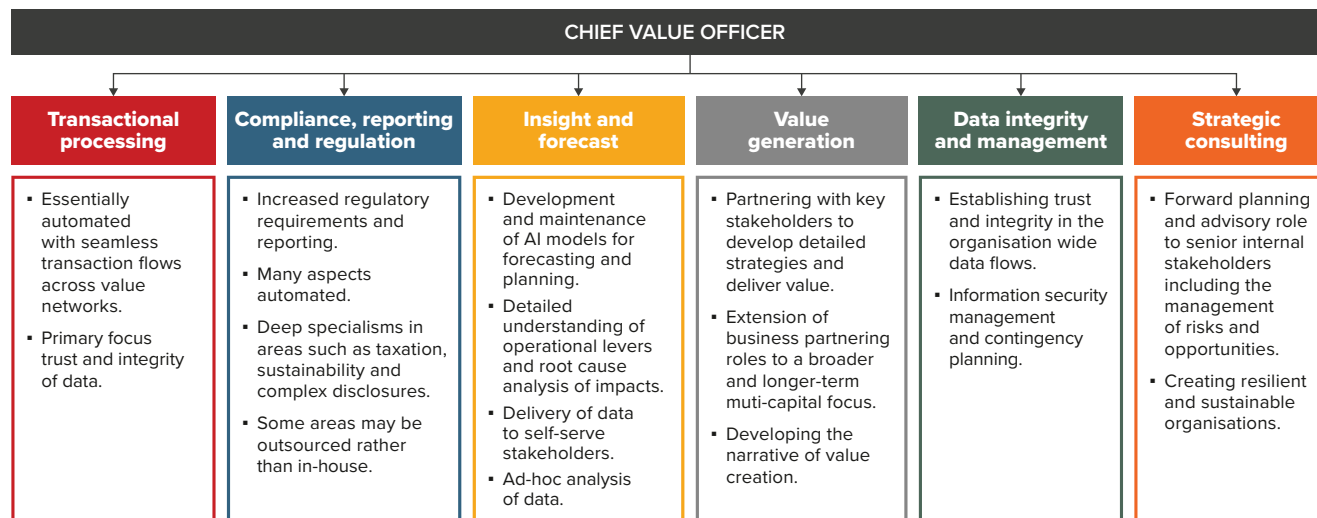 CHIEF VALUE OFFICER
Transactional
processing
▪ Essentially
automated
with seamless
transaction flows
across value
networks.
▪ Primary focus
trust and integrity
of data.
Compliance, reporting
and regulation
▪ Increased regulatory
requirements and
reporting.
▪ Many aspects
automated.
▪ Deep specialisms in
areas such as taxation,
sustainability and
complex disclosures.
▪ Some areas may be
outsourced rather
than in-house.
Insight and
forecast
▪ Development
and maintenance
of AI models for
forecasting and
planning.
▪ Detailed
understanding of
operational levers
and root cause
analysis of impacts.
▪ Delivery of data
to self-serve
stakeholders.
▪ Ad-hoc analysis
of data.
Value
generation
▪ Partnering with key
stakeholders to
develop detailed
strategies and
deliver value.
▪ Extension of
business partnering
roles to a broader
and longer-term
muti-capital focus.
▪ Developing the
narrative of value
creation.
Data integrity
and management
▪ Establishing trust
and integrity in the
organisation wide
data flows.
▪ Information security
management
and contingency
planning.
Strategic
consulting
▪ Forward planning
and advisory role
to senior internal
stakeholders
including the
management
of risks and
opportunities.
▪ Creating resilient
and sustainable
organisations.